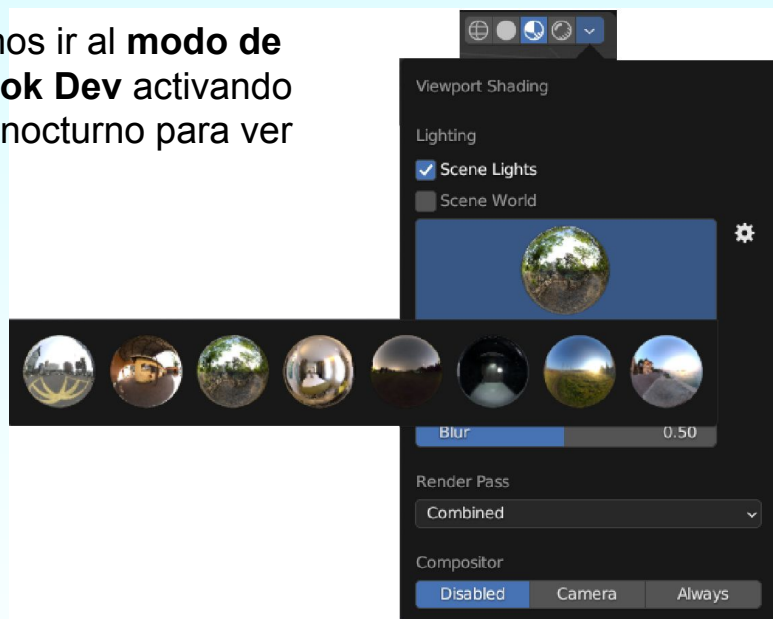 nos ir al modo de
ok Dev activando
nocturno para ver
Viewport Shading
Lighting
Scene Lights
Scene World
Blur 0.50
Render Pass
Combined
Compositor
Disabled Camera Always